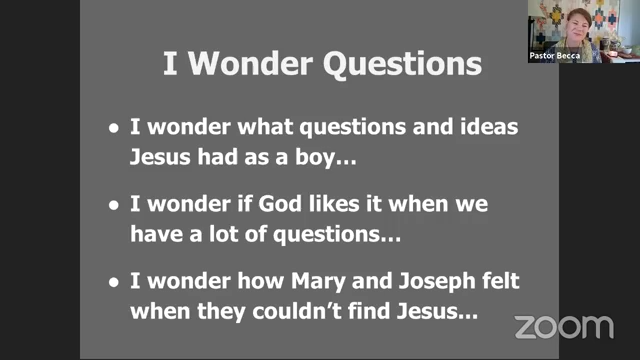 I Wonder Questions
● I wonder what questions and ideas
Jesus had as a boy…
● I wonder if God likes it when we
have a lot of questions…
● I wonder how Mary and Joseph felt
when they couldn’t find Jesus...
Pastor Becca
zoom